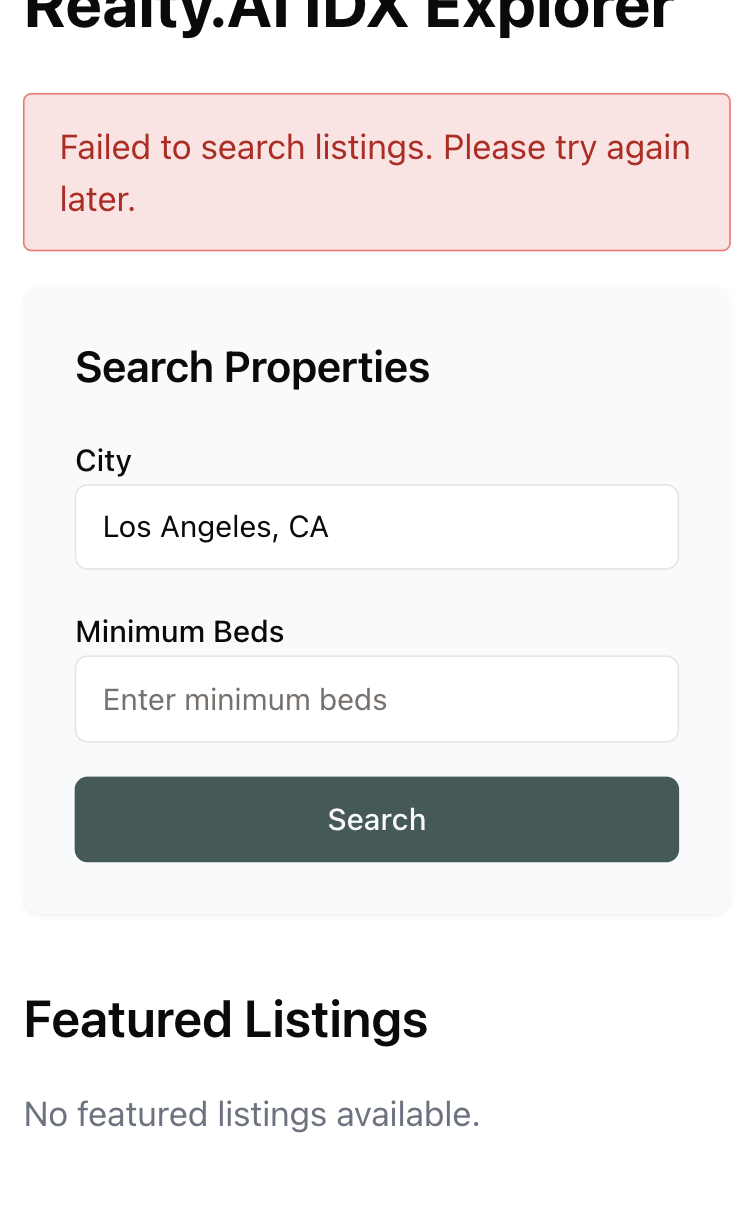 Realty.AI IDX Explorer
Failed to search listings. Please try again
later.
Search Properties
City
Los Angeles, CA
Minimum Beds
Enter minimum beds
Search
Featured Listings
No featured listings available.